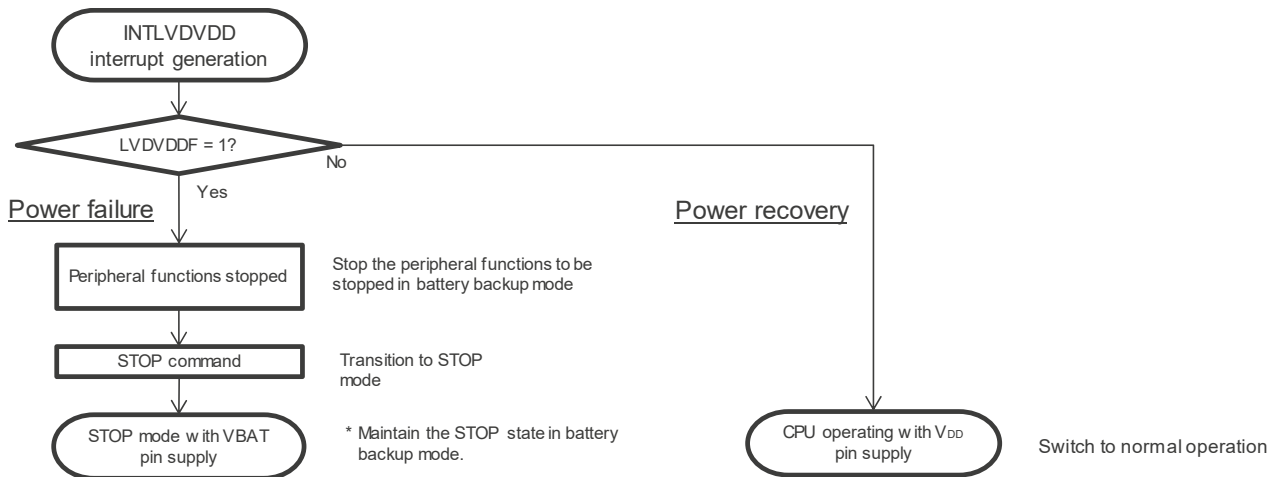 INTLVDVDD
interrupt generation
LVDVDDF = 1?
No
Yes
Power failure
Power recovery
Peripheral functions stopped
Stop the peripheral functions to be
stopped in battery backup mode
STOP command
Transition to STOP
mode
STOP mode with VBAT
pin supply
* Maintain the STOP state in battery
backup mode.
CPU operating with VDD
pin supply
Switch to normal operation